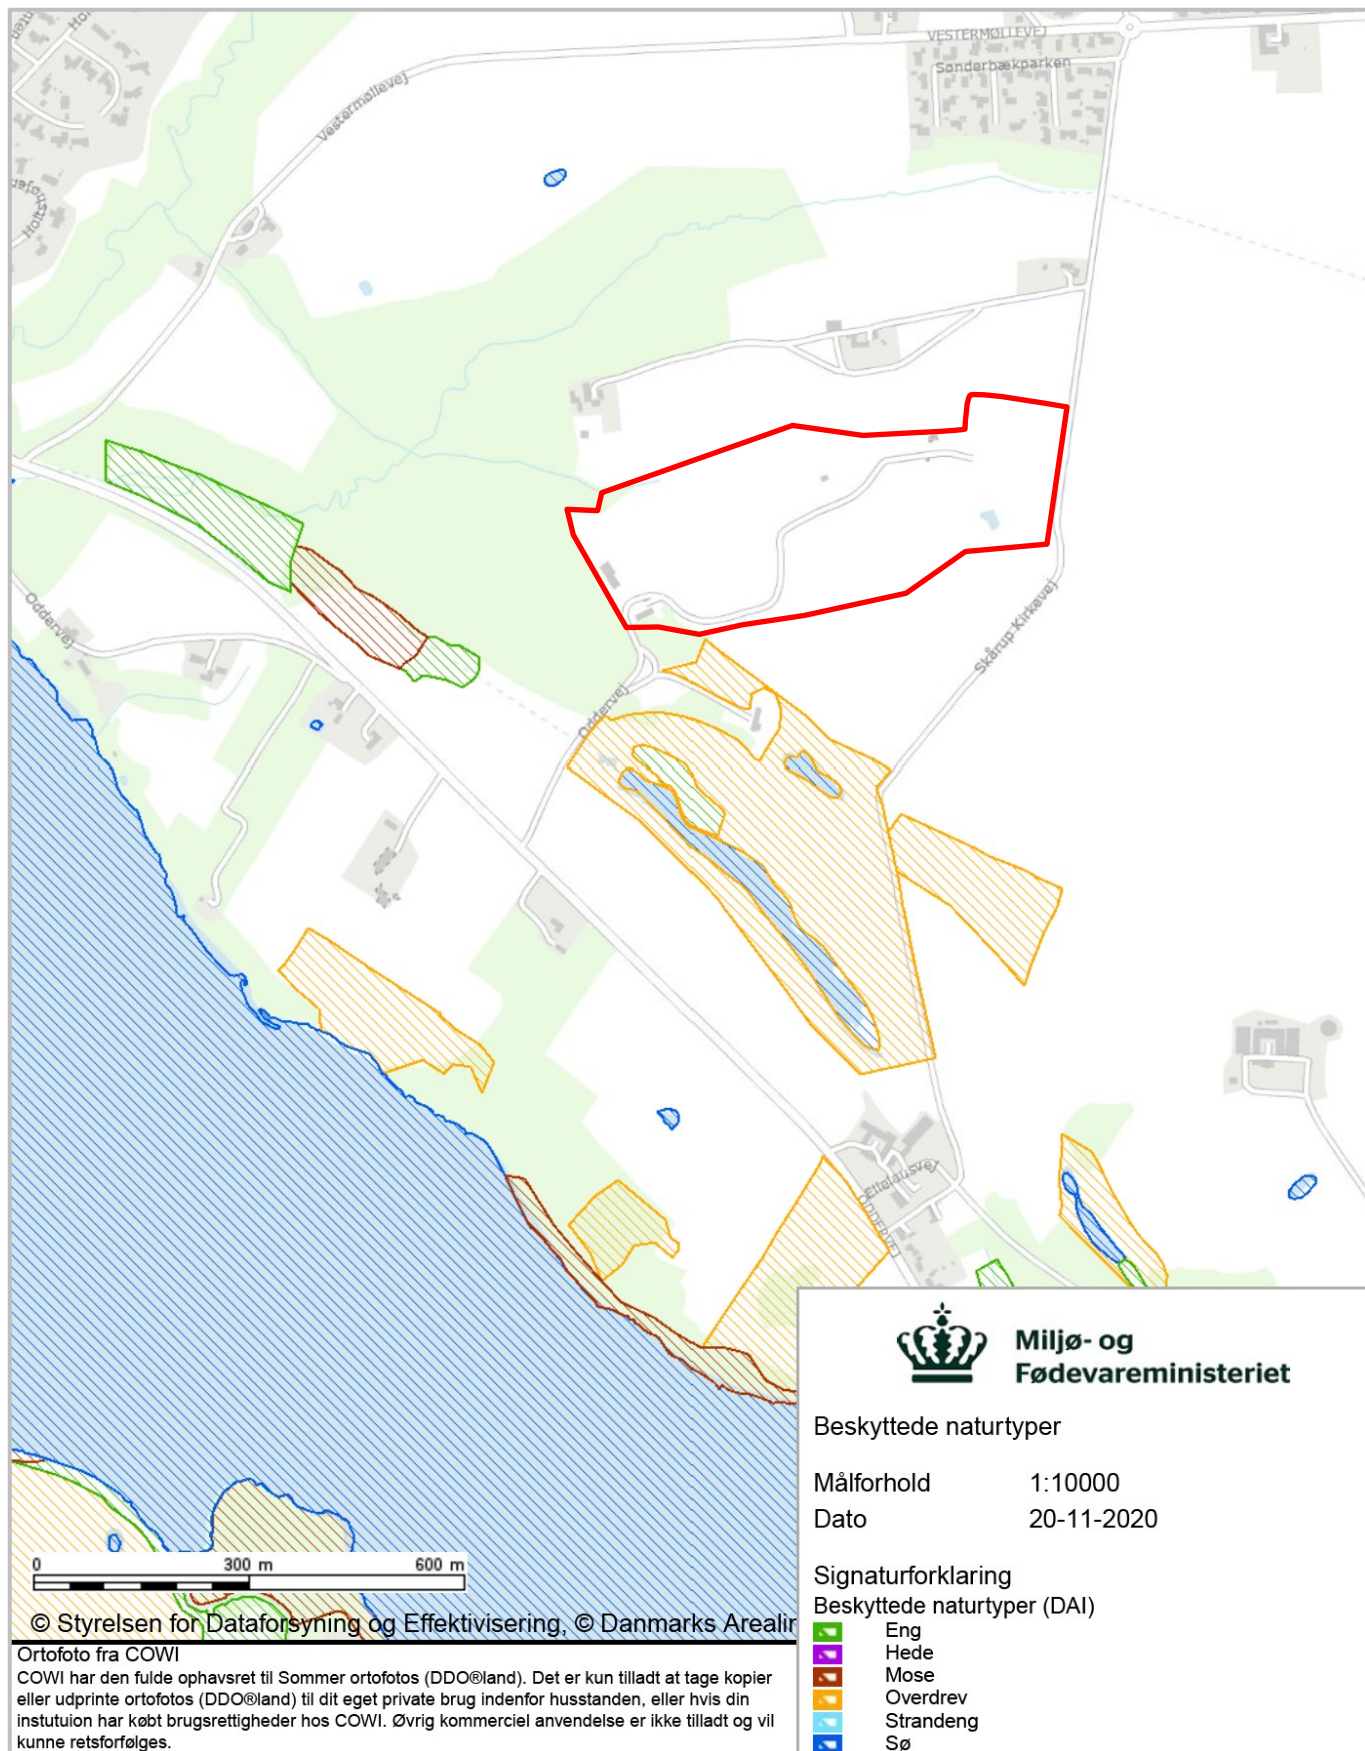 VESTERMØLLEVEJ
Sønderbækparken
Vestermøllevej
Holtshøjen
Oddervej
Skårup Kirkevej
Oddervej
Ettelausvej
ODDERVEJ
Miljø- og
Fødevareministeriet
Beskyttede naturtyper
Målforhold 1:10000
Dato 20-11-2020
Signaturforklaring
Beskyttede naturtyper (DAI)
Eng
Hede
Mose
Overdrev
Strandeng
Sø
0 300 m 600 m
© Styrelsen for Dataforsyning og Effektivisering, © Danmarks Arealin
Ortofoto fra COWI
COWI har den fulde ophavsret til Sommer ortofotos (DDO®land). Det er kun tilladt at tage kopier
eller udprinte ortofotos (DDO®land) til dit eget private brug indenfor husstanden, eller hvis din
instutuion har købt brugsrettigheder hos COWI. Øvrig kommerciel anvendelse er ikke tilladt og vil
kunne retsforfølges.